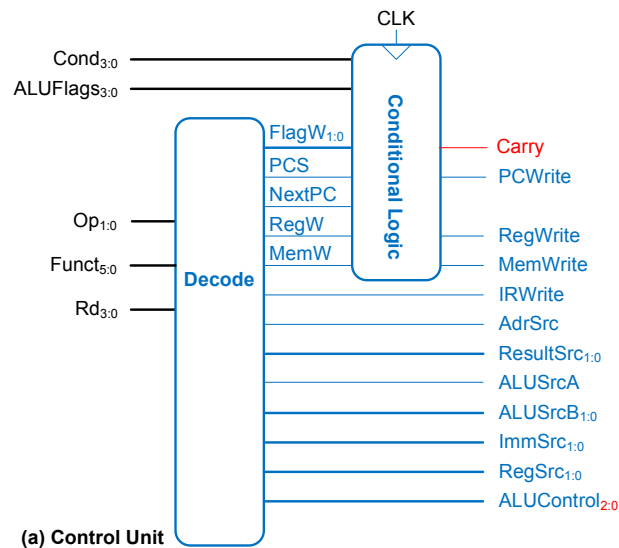 CLK
Cond3:0
ALUFlags3:0
Conditional Logic
FlagW1:0
Carry
PCS
PCWrite
NextPC
Op1:0
RegW
RegWrite
Funct5:0
MemW
MemWrite
Decode
IRWrite
Rd3:0
AdrSrc
ResultSrc1:0
ALUSrcA
ALUSrcB1:0
ImmSrc1:0
RegSrc1:0
ALUControl2:0
(a) Control Unit